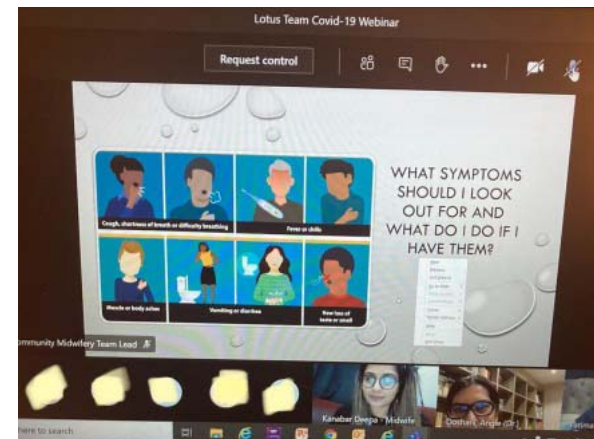 Lotus Team Covid-19 Webinar
Request control
WHAT SYMPTOMS
SHOULD I LOOK
OUT FOR AND
WHAT DO I DO IF I
HAVE THEM?
Cough, shortness of breath or difficulty breathing
Fever or chills
Muscle or body aches
Vomiting or diarrhea
New loss of
taste or smell
ommunity Midwifery Team Lead
Kanabar Deepa - Midwife
Doshani, Angie (Dr)
here to search